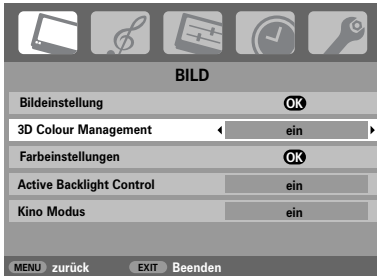 BILD
Bildeinstellung OK
3D Colour Management ein
Farbeinstellungen OK
Active Backlight Control ein
Kino Modus ein
MENU zurück EXIT Beenden